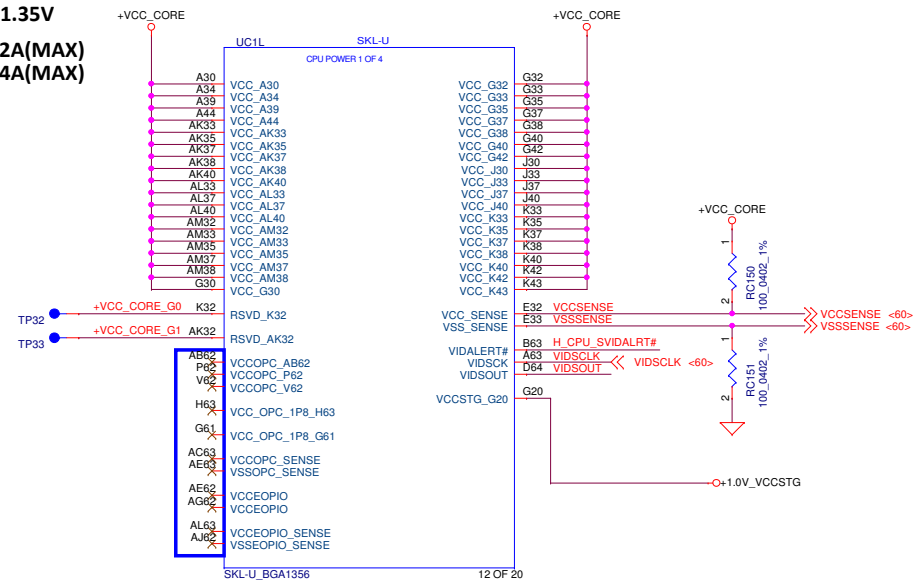 1.35V
2A(MAX)
4A(MAX)
+VCC_CORE
+VCC_CORE
UC1L
SKL-U
CPU POWER 1 OF 4
A30 VCC_A30 VCC_G32 G32
A34 VCC_A34 VCC_G33 G33
A39 VCC_A39 VCC_G35 G35
A44 VCC_A44 VCC_G37 G37
AK33 VCC_AK33 VCC_G38 G38
AK35 VCC_AK35 VCC_G40 G40
AK37 VCC_AK37 VCC_G42 G42
AK38 VCC_AK38 VCC_J30 J30
AK40 VCC_AK40 VCC_J33 J33
AL33 VCC_AL33 VCC_J37 J37
AL37 VCC_AL37 VCC_J40 J40
AL40 VCC_AL40 VCC_K33 K33
AM32 VCC_AM32 VCC_K35 K35
AM33 VCC_AM33 VCC_K37 K37
AM35 VCC_AM35 VCC_K38 K38
AM37 VCC_AM37 VCC_K40 K40
AM38 VCC_AM38 VCC_K42 K42
G30 VCC_G30 VCC_K43 K43
+VCC_CORE
1
RC150
100_0402_1%
2
TP32 +VCC_CORE_G0 K32 RSVD_K32 VCC_SENSE E32 VCCSENSE VCCSENSE <60>
VSS_SENSE E33 VSSSENSE VSSSENSE <60>
TP33 +VCC_CORE_G1 AK32 RSVD_AK32
VIDALERT# B63 H_CPU_SVIDALRT#
AB62 VCCOPC_AB62 VIDSCK A63 VIDSCLK VIDSCLK <60>
P62 VCCOPC_P62 VIDSOUT D64 VIDSOUT
V62 VCCOPC_V62
1
RC151
100_0402_1%
2
VCCSTG_G20 G20
H63 VCC_OPC_1P8_H63
G61 VCC_OPC_1P8_G61
AC63 VCCOPC_SENSE
AE63 VSSOPC_SENSE
+1.0V_VCCSTG
AE62 VCCEOPIO
AG62 VCCEOPIO
AL63 VCCEOPIO_SENSE
AJ62 VSSEOPIO_SENSE
SKL-U_BGA1356
12 OF 20